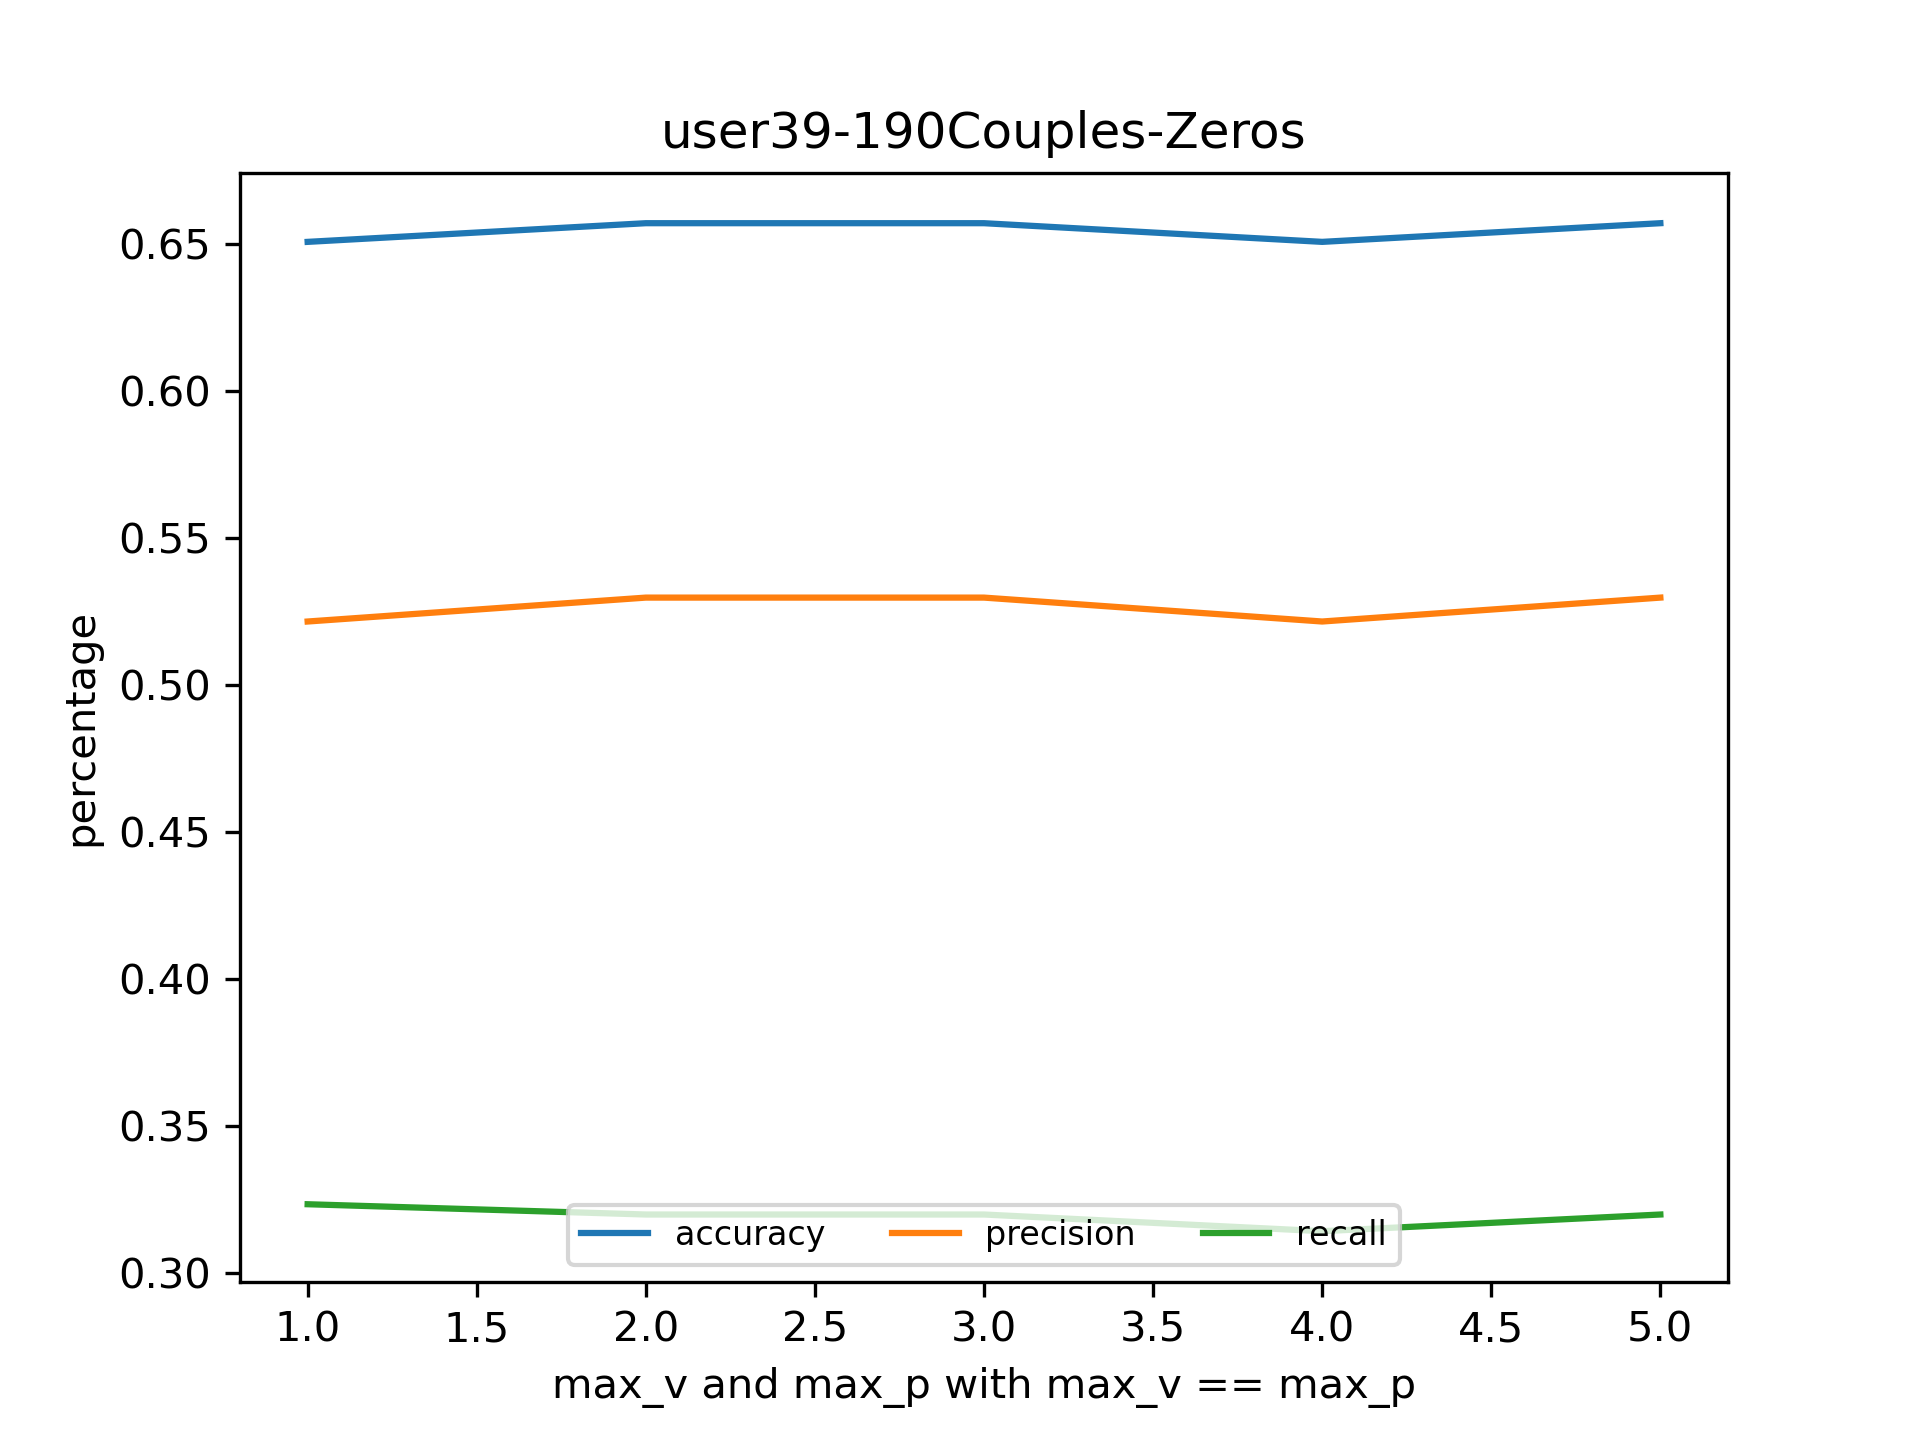 user39-190Couples-Zeros
percentage
0.65
0.60
0.55
0.50
0.45
0.40
0.35
0.30
accuracy precision recall
1.0 1.5 2.0 2.5 3.0 3.5 4.0 4.5 5.0
max_v and max_p with max_v == max_p